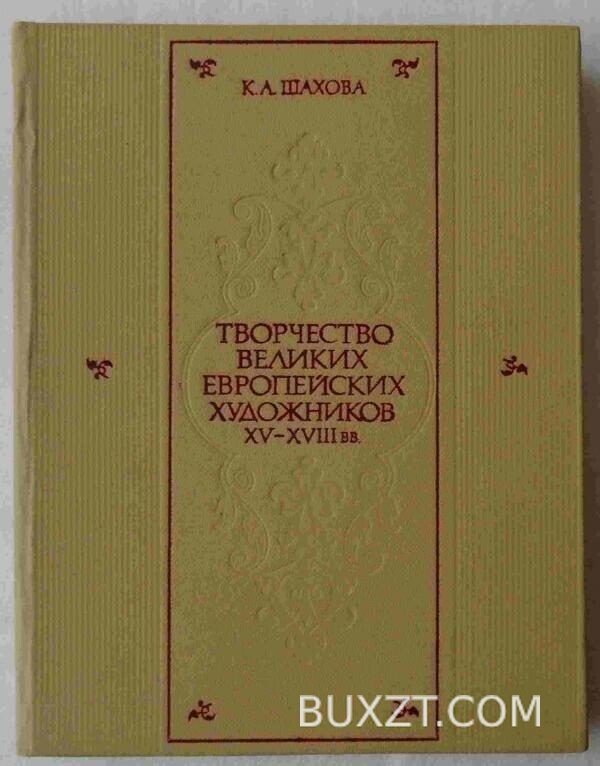 К.А. ШАХОВА
ТВОРЧЕСТВО
ВЕЛИКИХ
ЕВРОПЕЙСКИХ
ХУДОЖНИКОВ
XV–XVIII ВВ.
BUXZT.COM